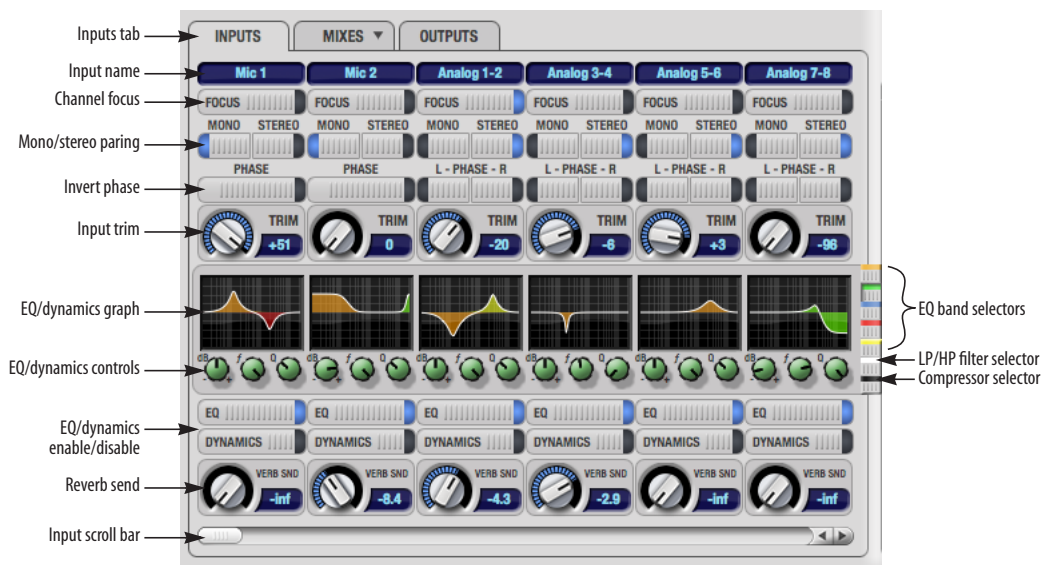 Inputs tab
INPUTS MIXES ▼ OUTPUTS
Input name
Mic 1 Mic 2 Analog 1-2 Analog 3-4 Analog 5-6 Analog 7-8
Channel focus
FOCUS FOCUS FOCUS FOCUS FOCUS FOCUS
Mono/stereo paring
MONO STEREO MONO STEREO MONO STEREO MONO STEREO MONO STEREO MONO STEREO
Invert phase
PHASE PHASE L - PHASE - R L - PHASE - R L - PHASE - R L - PHASE - R
Input trim
TRIM TRIM TRIM TRIM TRIM TRIM
+51 0 -20 -6 +3 -96
EQ/dynamics graph
EQ band selectors
EQ/dynamics controls
dB f Q dB f Q dB f Q dB f Q dB f Q dB f Q
- + - + - + - + - + - +
LP/HP filter selector
Compressor selector
EQ/dynamics
enable/disable
EQ EQ EQ EQ EQ EQ
DYNAMICS DYNAMICS DYNAMICS DYNAMICS DYNAMICS DYNAMICS
Reverb send
VERB SND VERB SND VERB SND VERB SND VERB SND VERB SND
-inf -8.4 -4.3 -2.9 -inf -inf
Input scroll bar